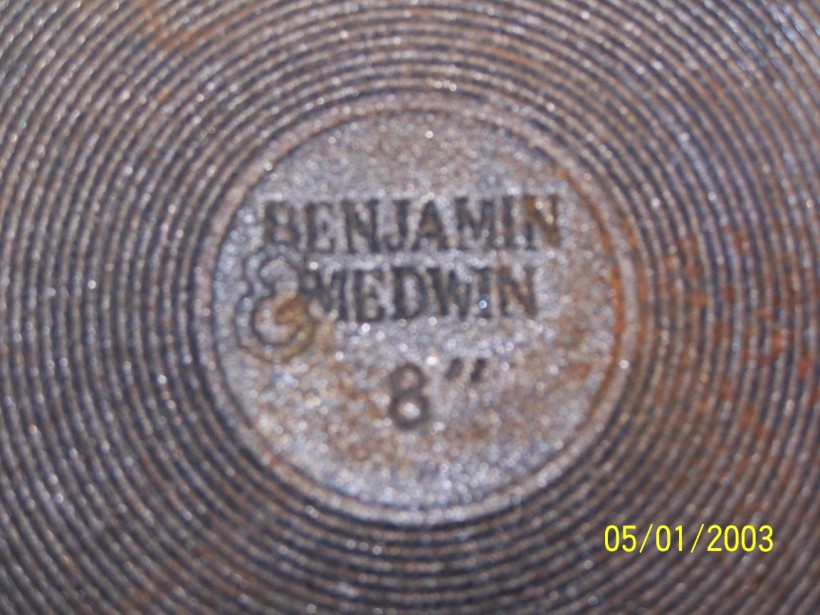 BENJAMIN
& MEDWIN
8"
05/01/2003